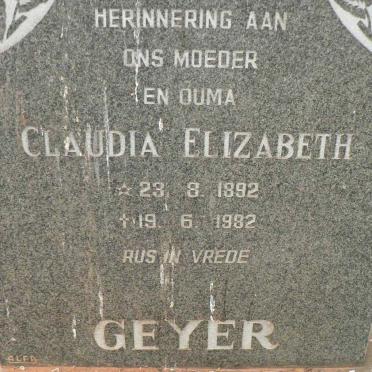 HERINNERING AAN
ONS MOEDER
EN OUMA
CLAUDIA ELIZABETH
☆ 23. 8. 1892
✝ 19. 6. 1982
RUS IN VREDE
GEYER